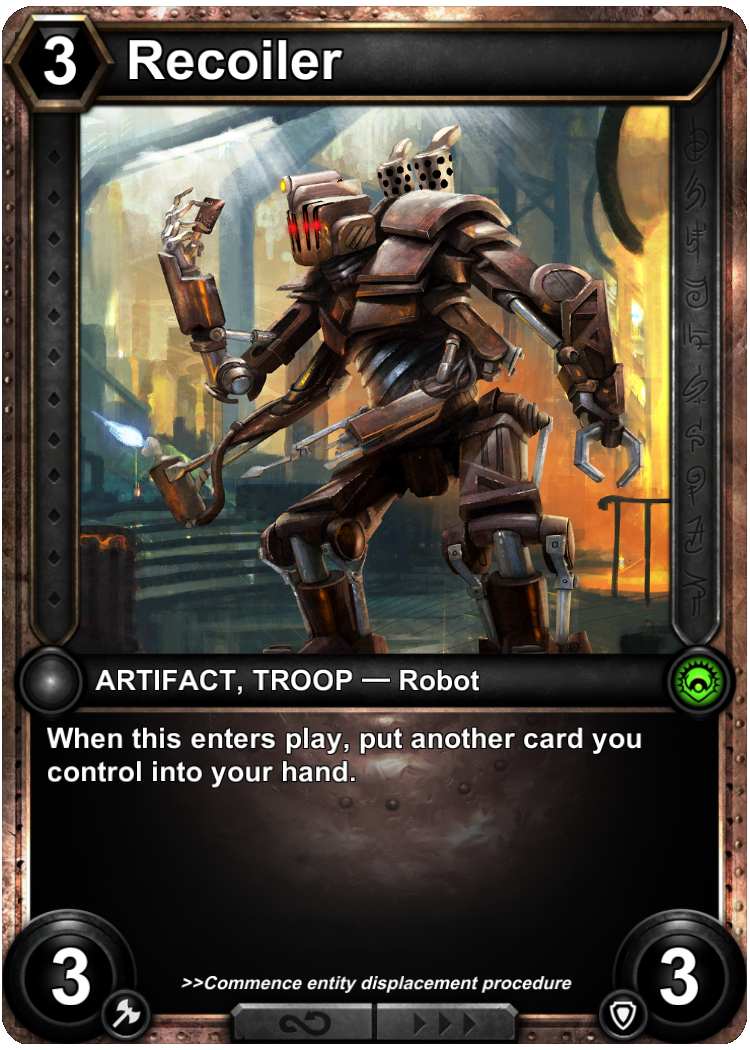 3
Recoiler
ARTIFACT, TROOP — Robot
When this enters play, put another card you
control into your hand.
>>Commence entity displacement procedure
3
3